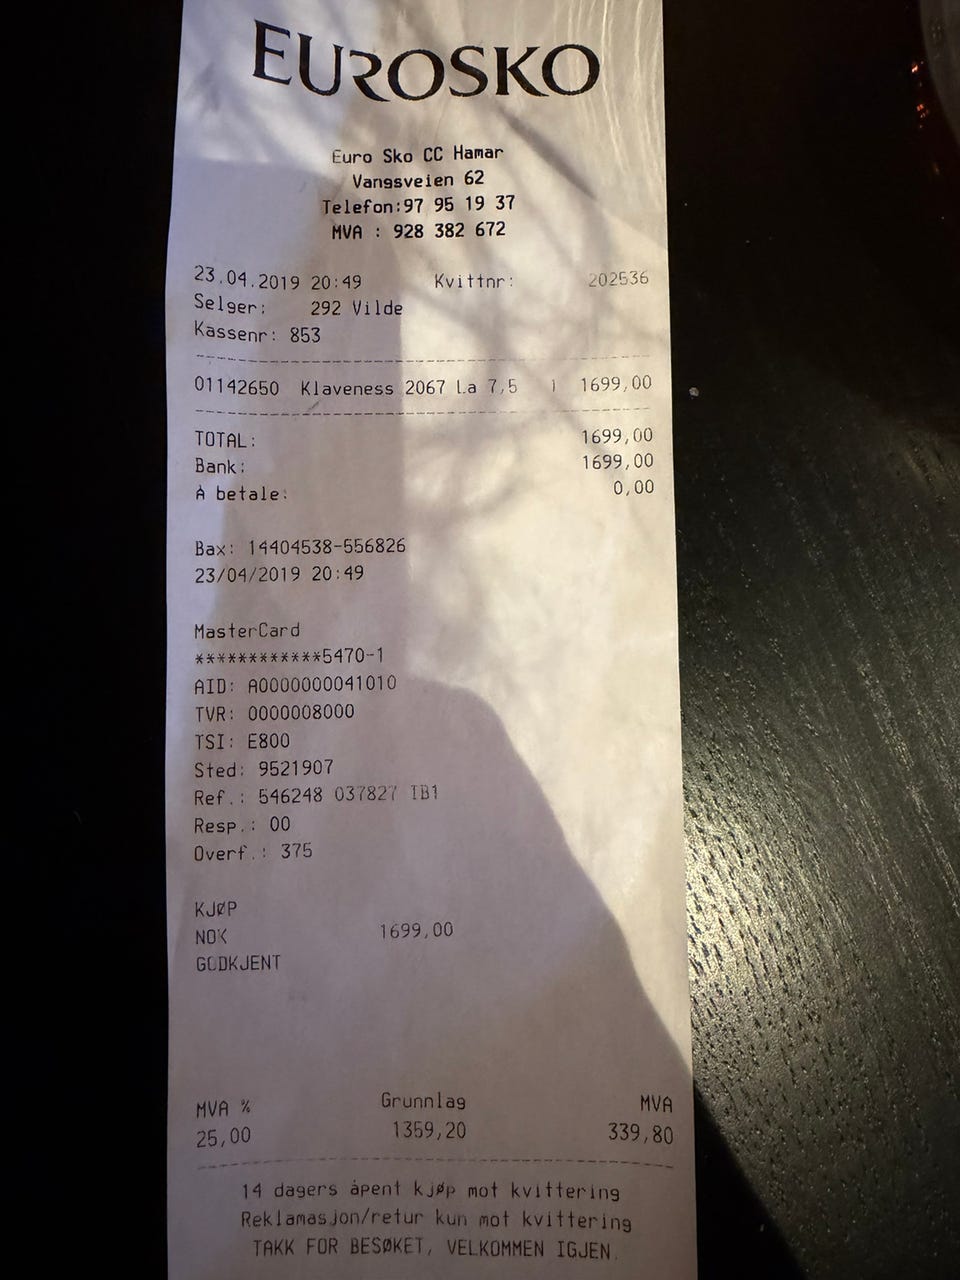 EUROSKO
Euro Sko CC Hamar
Vangsveien 62
Telefon:97 95 19 37
MVA : 928 382 672
23.04.2019 20:49 Kvittnr: 202536
Selger: 292 Vilde
Kassenr: 853
01142650 Klaveness 2067 La 7,5 1 1699,00
TOTAL: 1699,00
Bank: 1699,00
Å betale: 0,00
Bax: 14404538-556826
23/04/2019 20:49
MasterCard
************5470-1
AID: A0000000041010
TVR: 0000008000
TSI: E800
Sted: 9521907
Ref.: 546248 037827 IB1
Resp.: 00
Overf.: 375
KJØP
NOK 1699,00
GODKJENT
MVA % Grunnlag MVA
25,00 1359,20 339,80
14 dagers åpent kjøp mot kvittering
Reklamasjon/retur kun mot kvittering
TAKK FOR BESØKET, VELKOMMEN IGJEN.